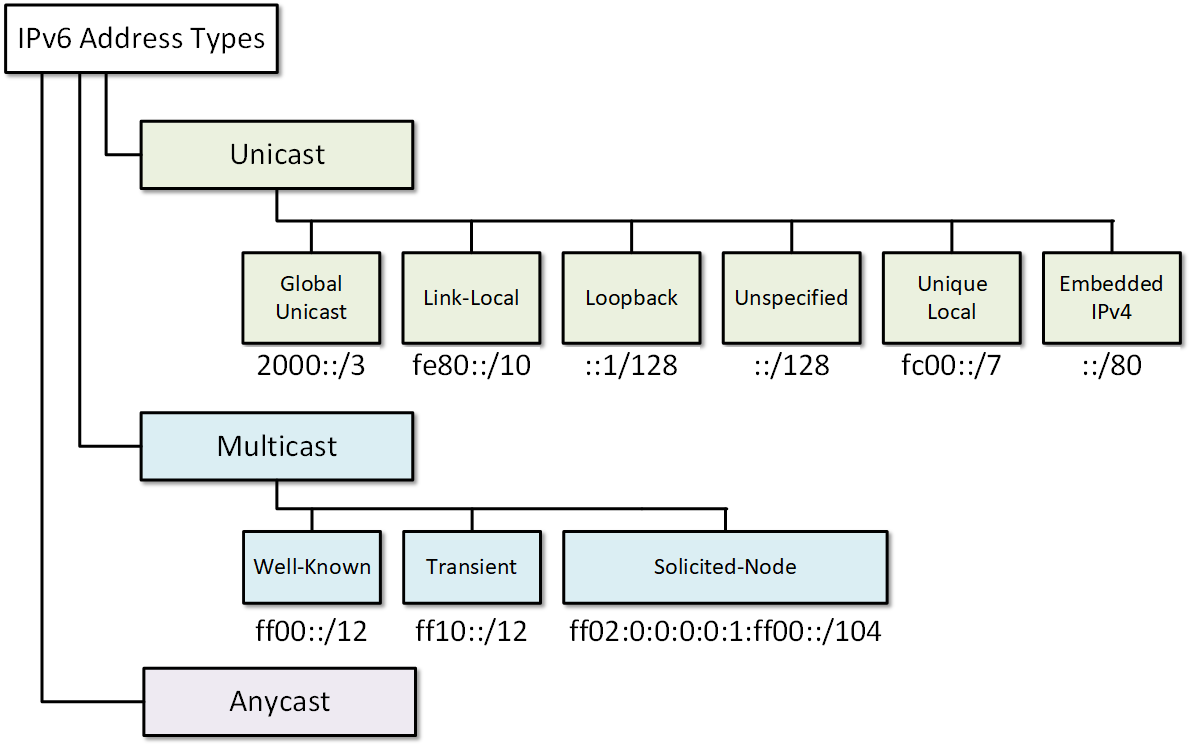 IPv6 Address Types
Unicast
Global
Unicast
2000::/3
Link-Local
fe80::/10
Loopback
::1/128
Unspecified
::/128
Unique
Local
fc00::/7
Embedded
IPv4
::/80
Multicast
Well-Known
ff00::/12
Transient
ff10::/12
Solicited-Node
ff02:0:0:0:0:1:ff00::/104
Anycast